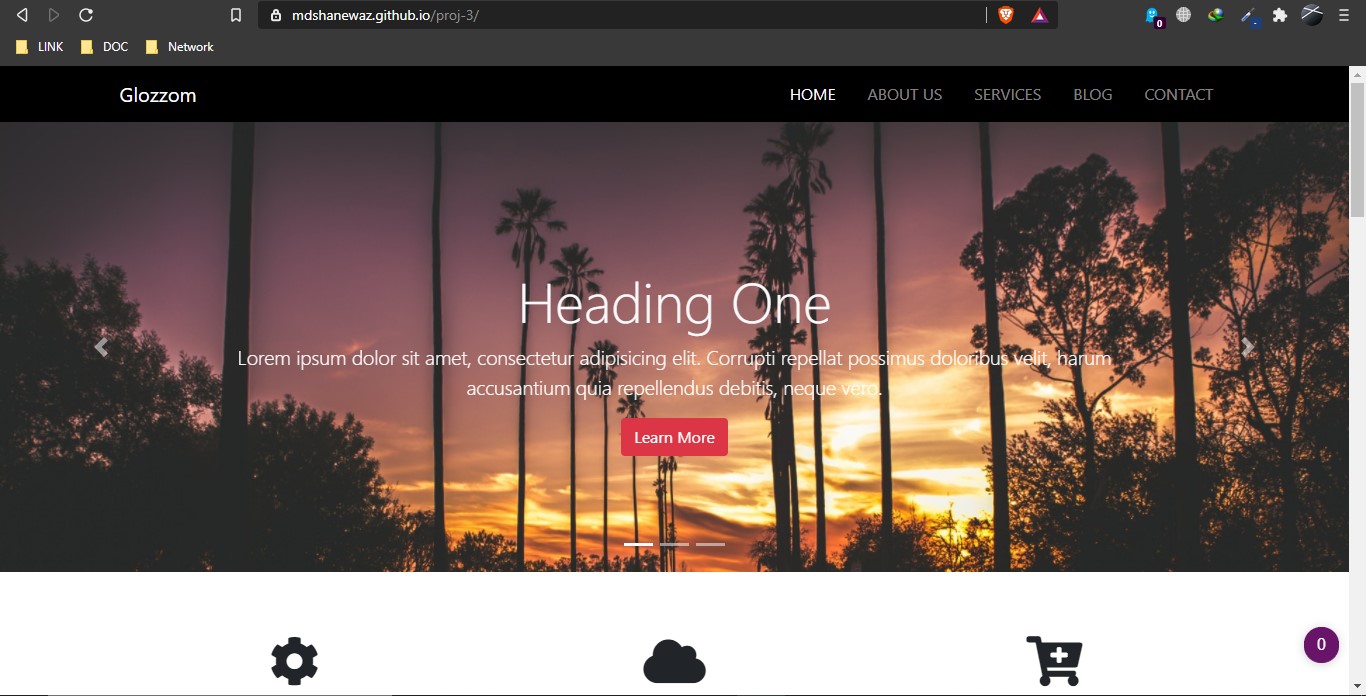 mdshanewaz.github.io/proj-3/
0
-
LINK DOC Network
Glozzom HOME ABOUT US SERVICES BLOG CONTACT
Heading One
Lorem ipsum dolor sit amet, consectetur adipisicing elit. Corrupti repellat possimus doloribus velit, harum
accusantium quia repellendus debitis, neque vero.
Learn More
0